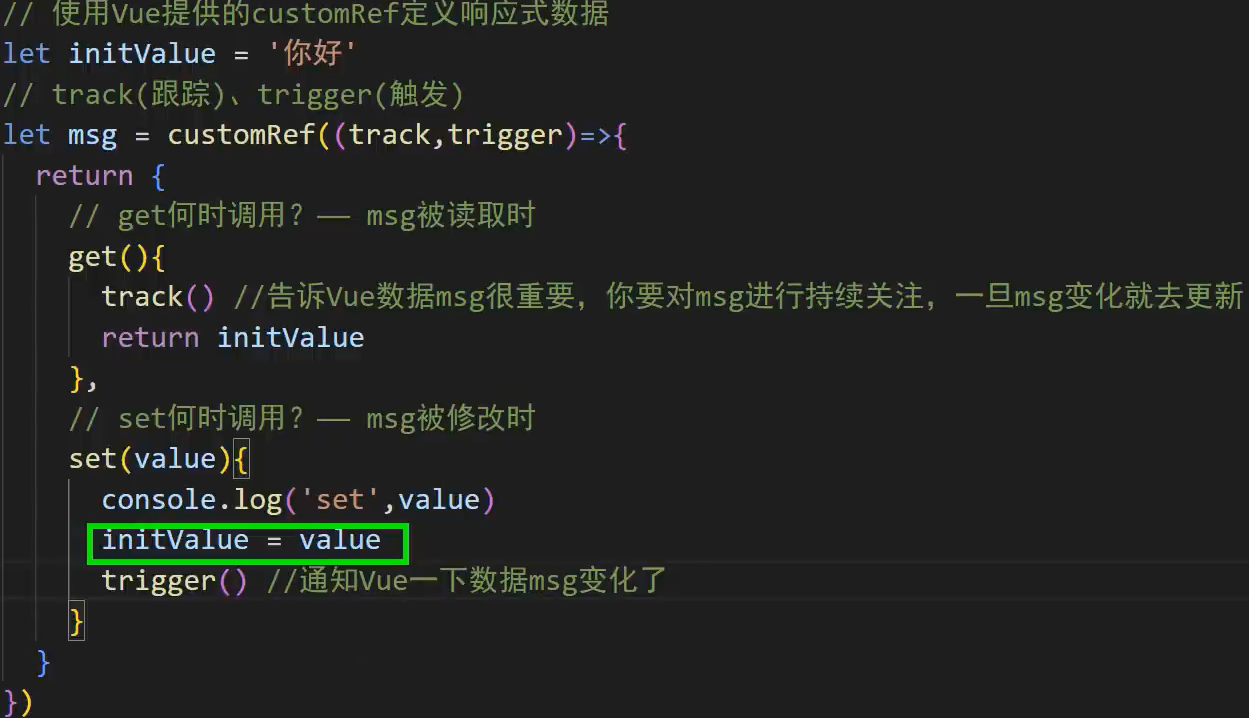 // 使用Vue提供的customRef定义响应式数据
let initValue = '你好'
// track(跟踪)、trigger(触发)
let msg = customRef((track,trigger)=>{
return {
// get何时调用？—— msg被读取时
get(){
track() //告诉Vue数据msg很重要，你要对msg进行持续关注，一旦msg变化就去更新
return initValue
},
// set何时调用？—— msg被修改时
set(value){
console.log('set',value)
initValue = value
trigger() //通知Vue一下数据msg变化了
}
}
})